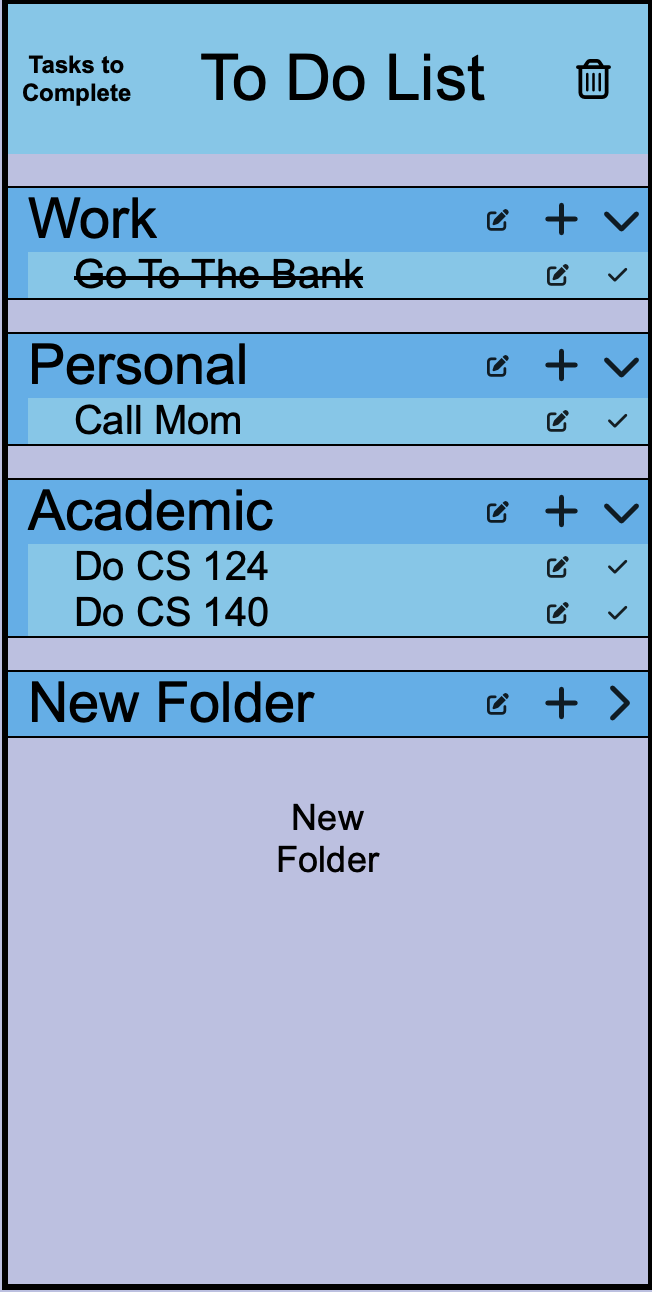 Tasks to
Complete
To Do List
Work
Go To The Bank
Personal
Call Mom
Academic
Do CS 124
Do CS 140
New Folder
New
Folder